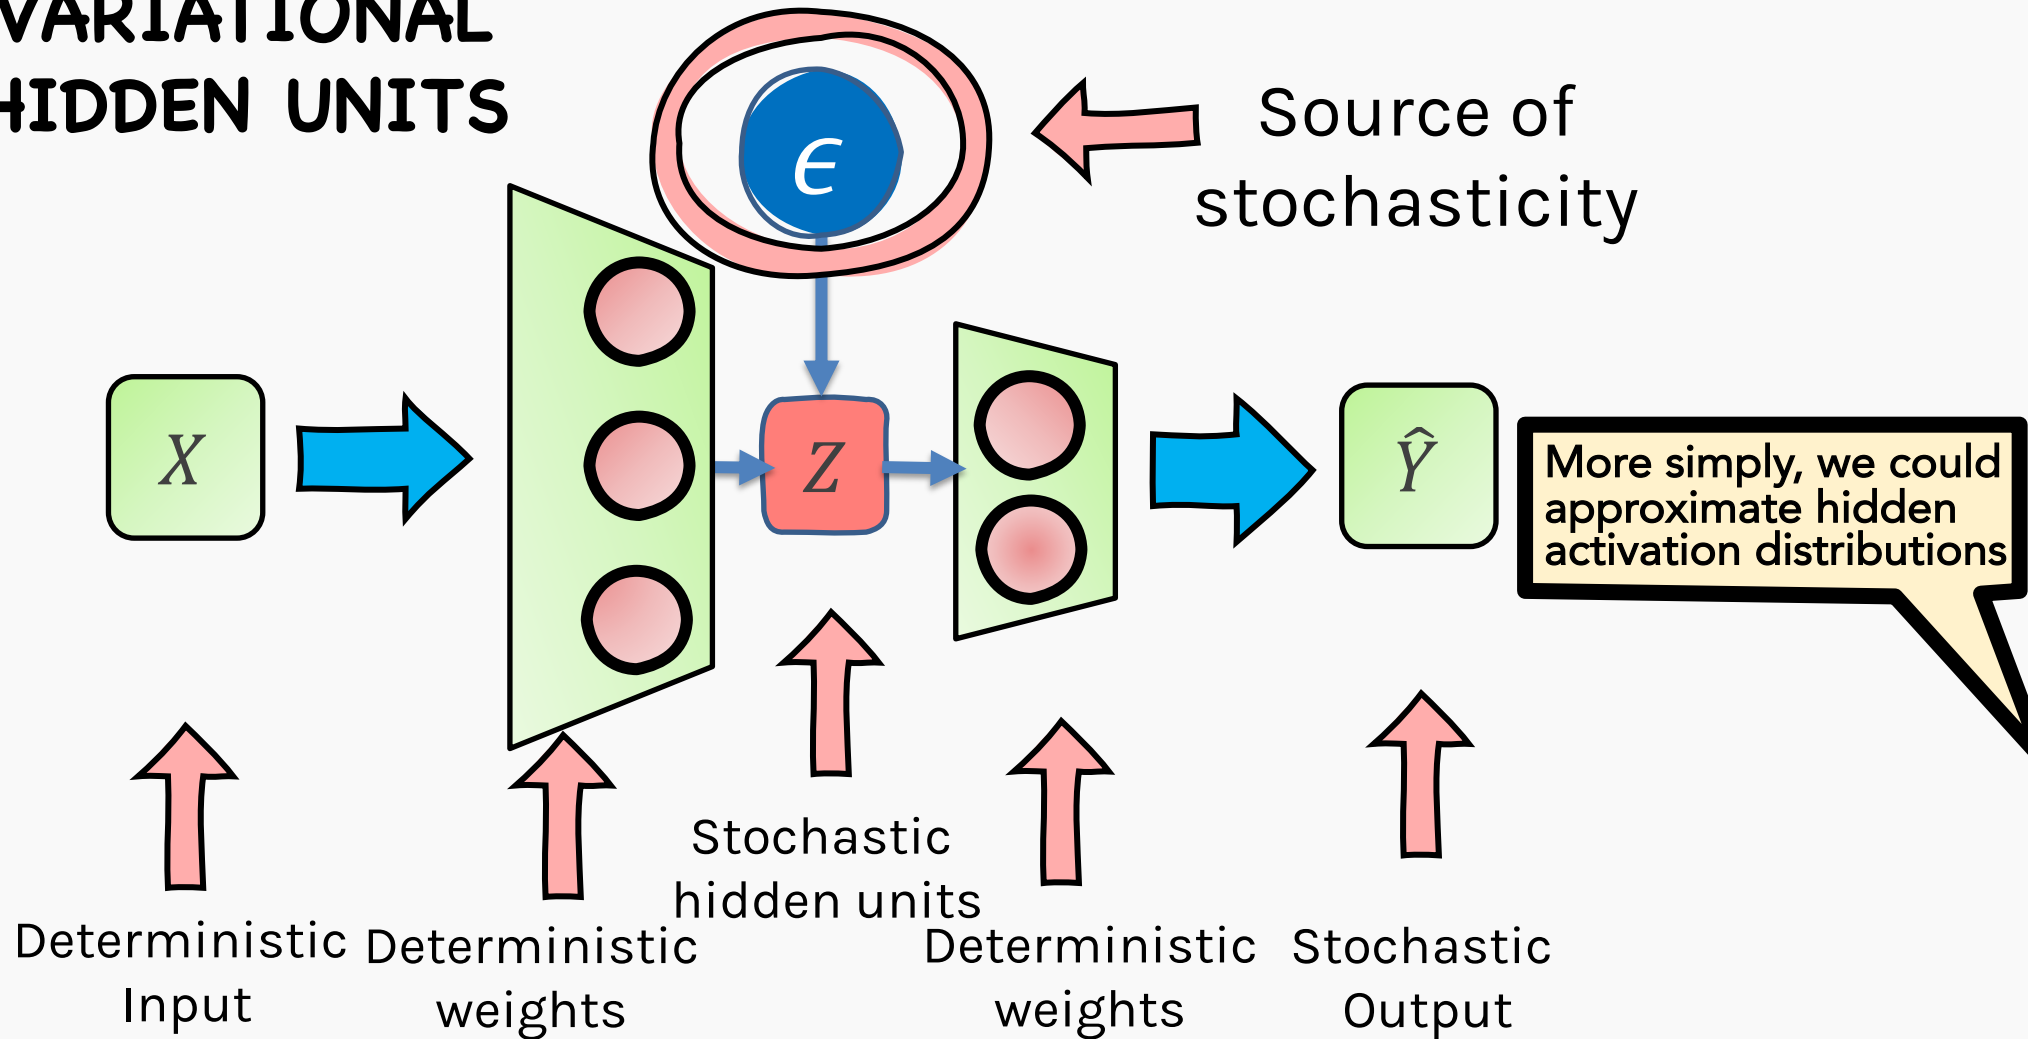 VARIATIONAL
HIDDEN UNITS
ϵ
Source of
stochasticity
X
Z
Ŷ
More simply, we could
approximate hidden
activation distributions
Stochastic
hidden units
Deterministic
Input
Deterministic
weights
Deterministic
weights
Stochastic
Output